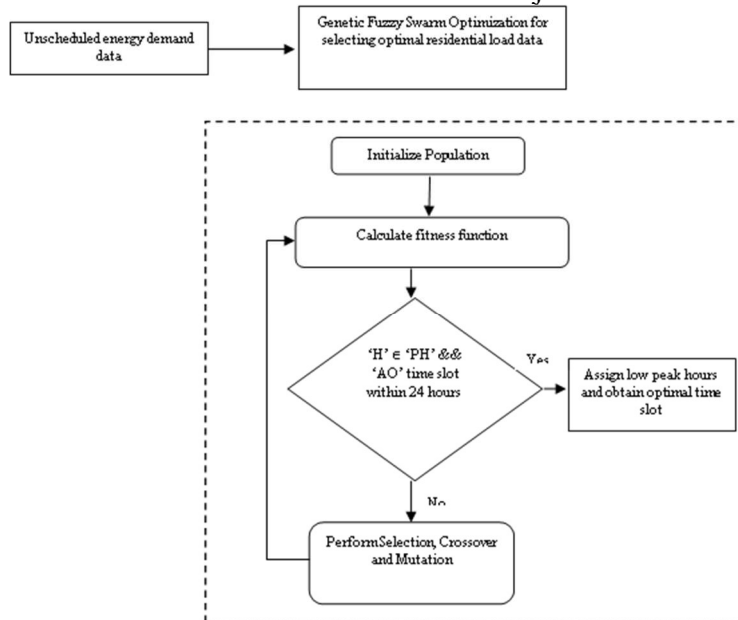 Unscheduled energy demand
data
Genetic Fuzzy Swarm Optimization for
selecting optimal residential load data
Initialize Population
Calculate fitness function
‘H’ ∈ ‘PH’ &&
‘AO’ time slot
within 24 hours
Yes
Assign low peak hours
and obtain optimal time
slot
No
Perform Selection, Crossover
and Mutation